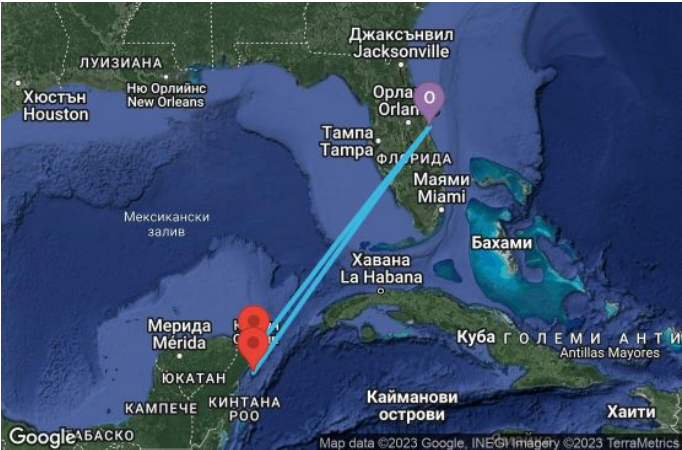 Джаксънвил
Jacksonville
ЛУИЗИАНА
Ню Орлийнс
New Orleans
Хюстън
Houston
Орла
Orlan
O
Тампа
Tampa
ФЛОРИДА
Маями
Miami
Мексикански
залив
Бахами
Хавана
La Habana
Мерида
Mérida
Куба
ГОЛЕМИ АНТИ
Antillas Mayores
ЮКАТАН
КАМПЕЧЕ
КИНТАНА
РОО
Кайманови
острови
Хаити
Google
ТАБАСКО
Map data ©2023 Google, INEGI Imagery ©2023 TerraMetrics